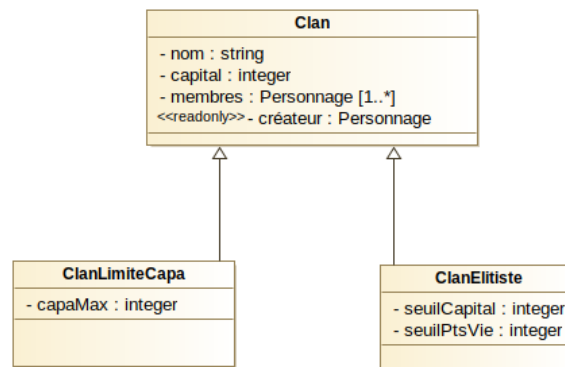 Clan
- nom : string
- capital : integer
- membres : Personnage [1..*]
<<readonly>> - créateur : Personnage
ClanLimiteCapa
- capaMax : integer
ClanElitiste
- seuilCapital : integer
- seuilPtsVie : integer